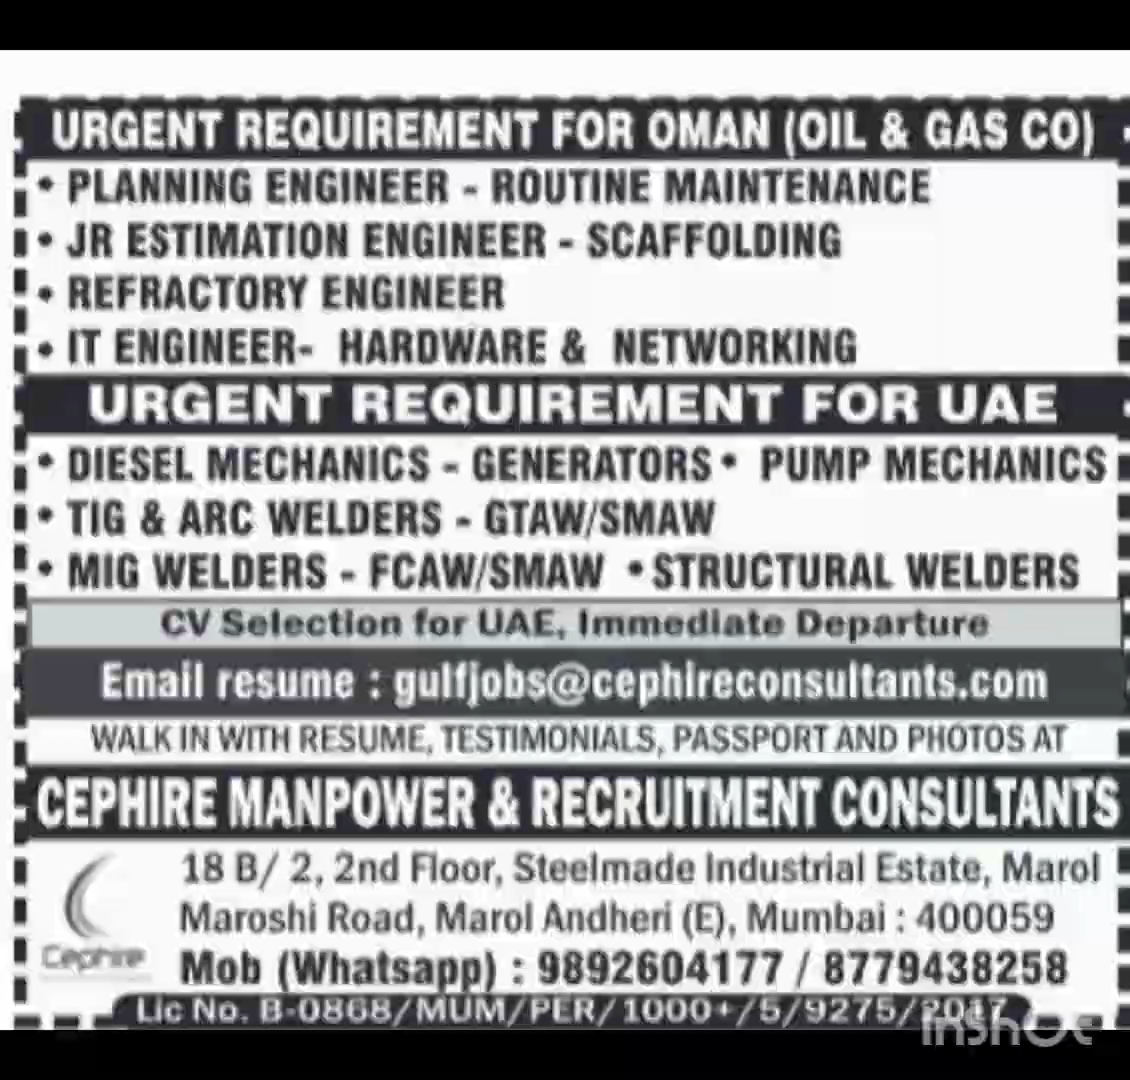 URGENT REQUIREMENT FOR OMAN (OIL & GAS CO)
• PLANNING ENGINEER - ROUTINE MAINTENANCE
• JR ESTIMATION ENGINEER - SCAFFOLDING
• REFRACTORY ENGINEER
• IT ENGINEER- HARDWARE & NETWORKING
URGENT REQUIREMENT FOR UAE
• DIESEL MECHANICS - GENERATORS • PUMP MECHANICS
• TIG & ARC WELDERS - GTAW/SMAW
• MIG WELDERS - FCAW/SMAW • STRUCTURAL WELDERS
CV Selection for UAE, Immediate Departure
Email resume : gulfjobs@cephireconsultants.com
WALK IN WITH RESUME, TESTIMONIALS, PASSPORT AND PHOTOS AT
CEPHIRE MANPOWER & RECRUITMENT CONSULTANTS
18 B/ 2, 2nd Floor, Steelmade Industrial Estate, Marol
Maroshi Road, Marol Andheri (E), Mumbai : 400059
Cephire
Mob (Whatsapp) : 9892604177 / 8779438258
Lic No. B-0868/MUM/PER/1000+/5/9275/2017
InShOt